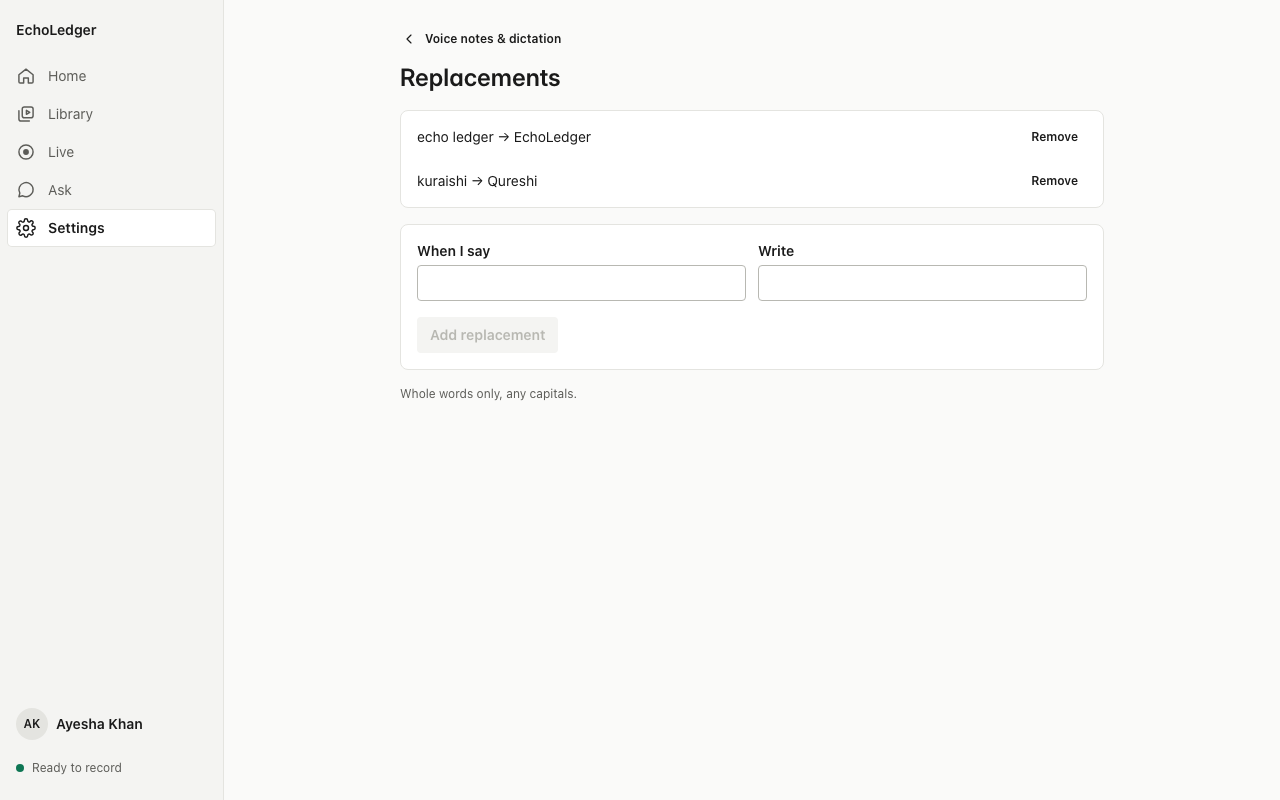 EchoLedger
Home
Library
Live
Ask
Settings
AK Ayesha Khan
Ready to record
Voice notes & dictation
Replacements
echo ledger → EchoLedger Remove
kuraishi → Qureshi Remove
When I say Write
Add replacement
Whole words only, any capitals.